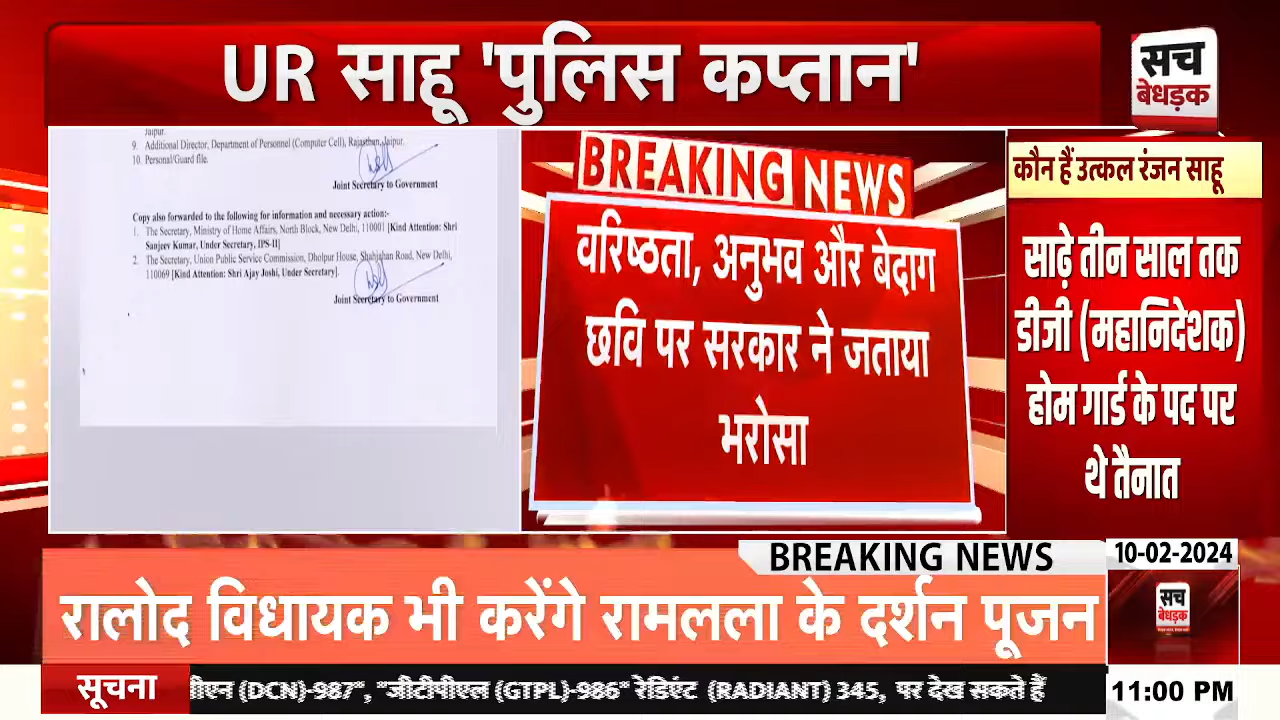 UR साहू 'पुलिस कप्तान'
सच
बेधड़क
Jaipur.
9. Additional Director, Department of Personnel (Computer Cell), Rajasthan, Jaipur.
10. Personal/Guard file.
Joint Secretary to Government
Copy also forwarded to the following for information and necessary action:-
1. The Secretary, Ministry of Home Affairs, North Block, New Delhi, 110001 [Kind Attention: Shri
Sanjeev Kumar, Under Secretary, IPS-II]
2. The Secretary, Union Public Service Commission, Dholpur House, Shahjahan Road, New Delhi,
110069 [Kind Attention: Shri Ajay Joshi, Under Secretary].
Joint Secretary to Government
BREAKING NEWS
वरिष्ठता, अनुभव और बेदाग
छवि पर सरकार ने जताया
भरोसा
कौन हैं उत्कल रंजन साहू
साढ़े तीन साल तक
डीजी (महानिदेशक)
होम गार्ड के पद पर
थे तैनात
BREAKING NEWS
10-02-2024
रालोद विधायक भी करेंगे रामलला के दर्शन पूजन
सच
बेधड़क
सूचना
(DCN)-987", "जीटीपीएल (GTPL)-986" रेडिएंट (RADIANT) 345, पर देख सकते हैं
11:00 PM